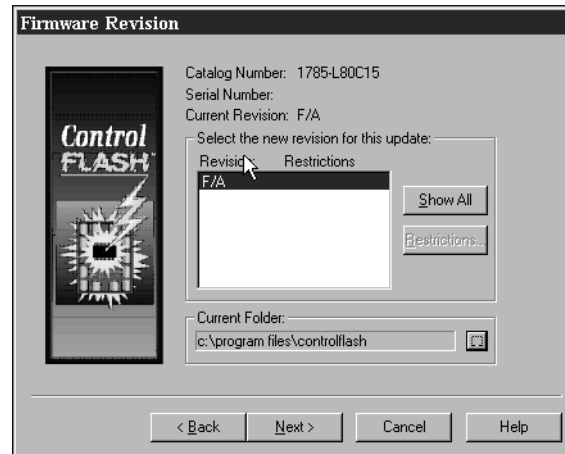 Firmware Revision
Control
FLASH
Catalog Number: 1785-L80C15
Serial Number:
Current Revision: F/A
Select the new revision for this update:
Revision Restrictions
F/A
Show All
Restrictions...
Current Folder:
c:\program files\controlflash
...
< Back Next > Cancel Help